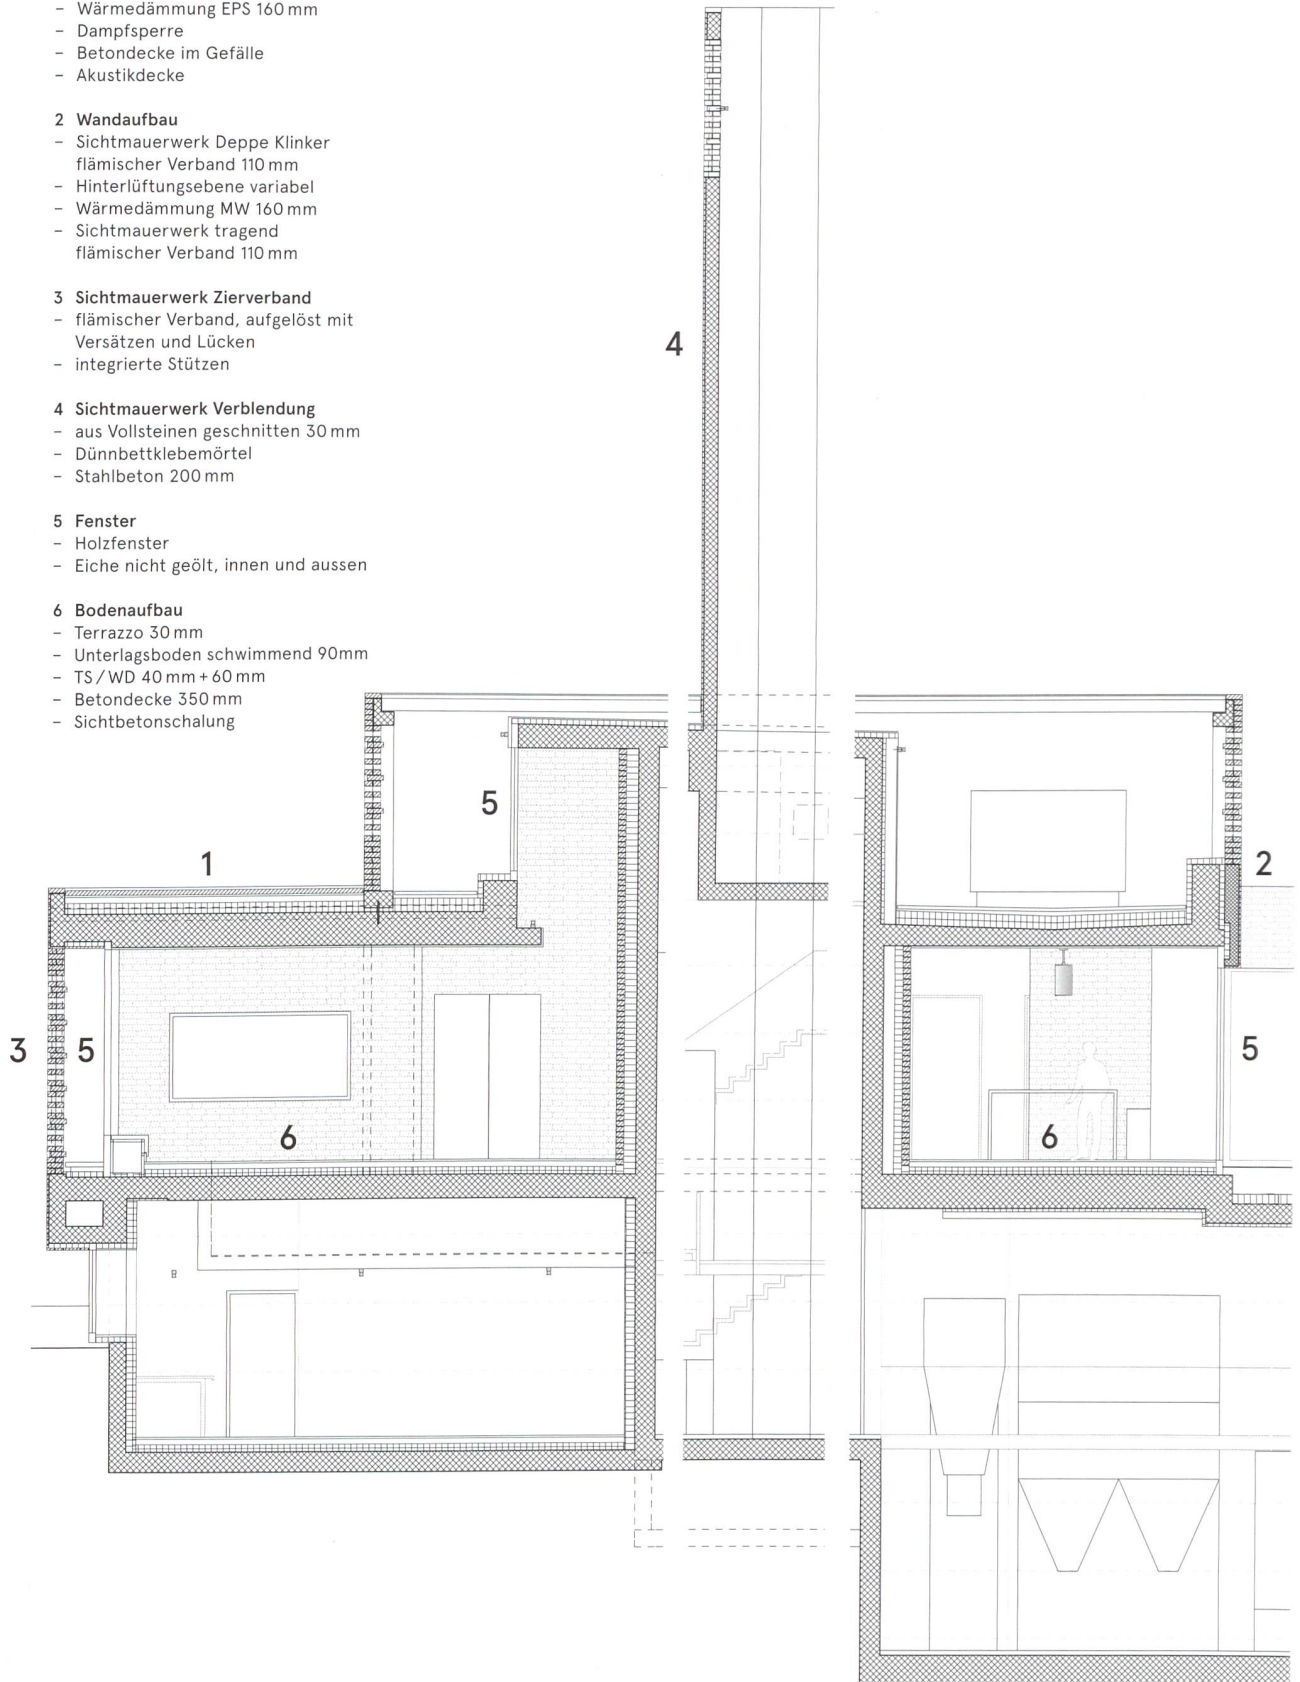 – Wärmedämmung EPS 160 mm
– Dampfsperre
– Betondecke im Gefälle
– Akustikdecke
2 Wandaufbau
– Sichtmauerwerk Deppe Klinker
flämischer Verband 110 mm
– Hinterlüftungsebene variabel
– Wärmedämmung MW 160 mm
– Sichtmauerwerk tragend
flämischer Verband 110 mm
3 Sichtmauerwerk Zierverband
– flämischer Verband, aufgelöst mit
Versätzen und Lücken
– integrierte Stützen
4 Sichtmauerwerk Verblendung
– aus Vollsteinen geschnitten 30 mm
– Dünnbettklebemörtel
– Stahlbeton 200 mm
5 Fenster
– Holzfenster
– Eiche nicht geölt, innen und aussen
6 Bodenaufbau
– Terrazzo 30 mm
– Unterlagsboden schwimmend 90mm
– TS / WD 40 mm + 60 mm
– Betondecke 350 mm
– Sichtbetonschalung
4
5
1
2
3
5
5
6
6